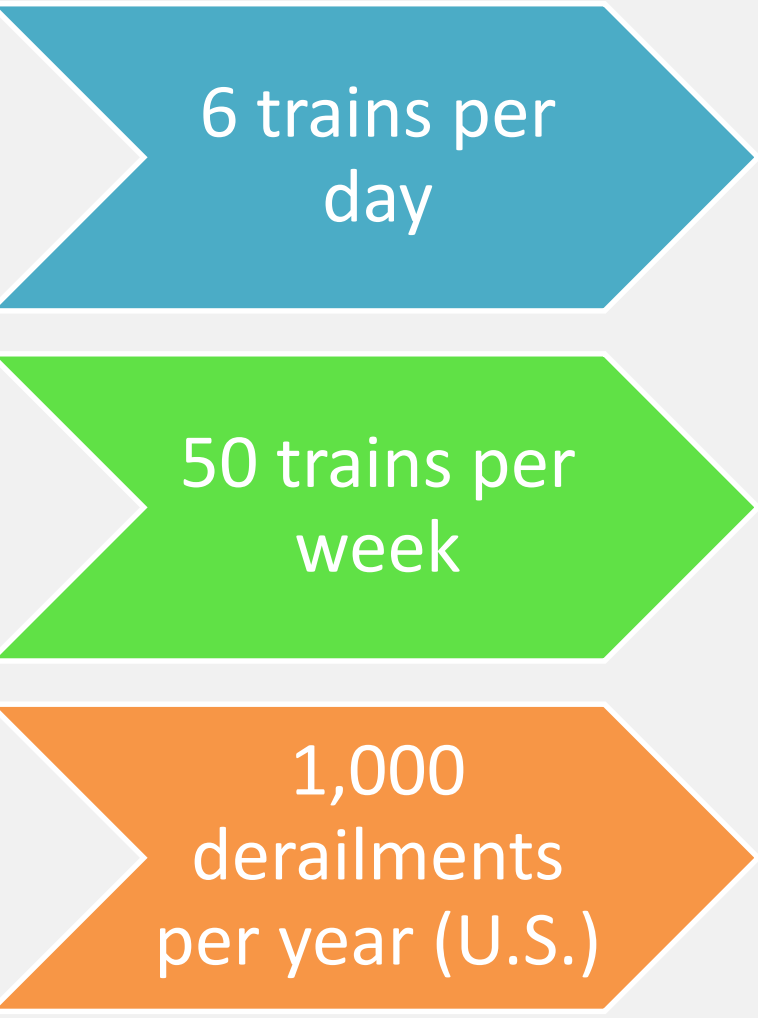 6 trains per
day
50 trains per
week
1,000
derailments
per year (U.S.)